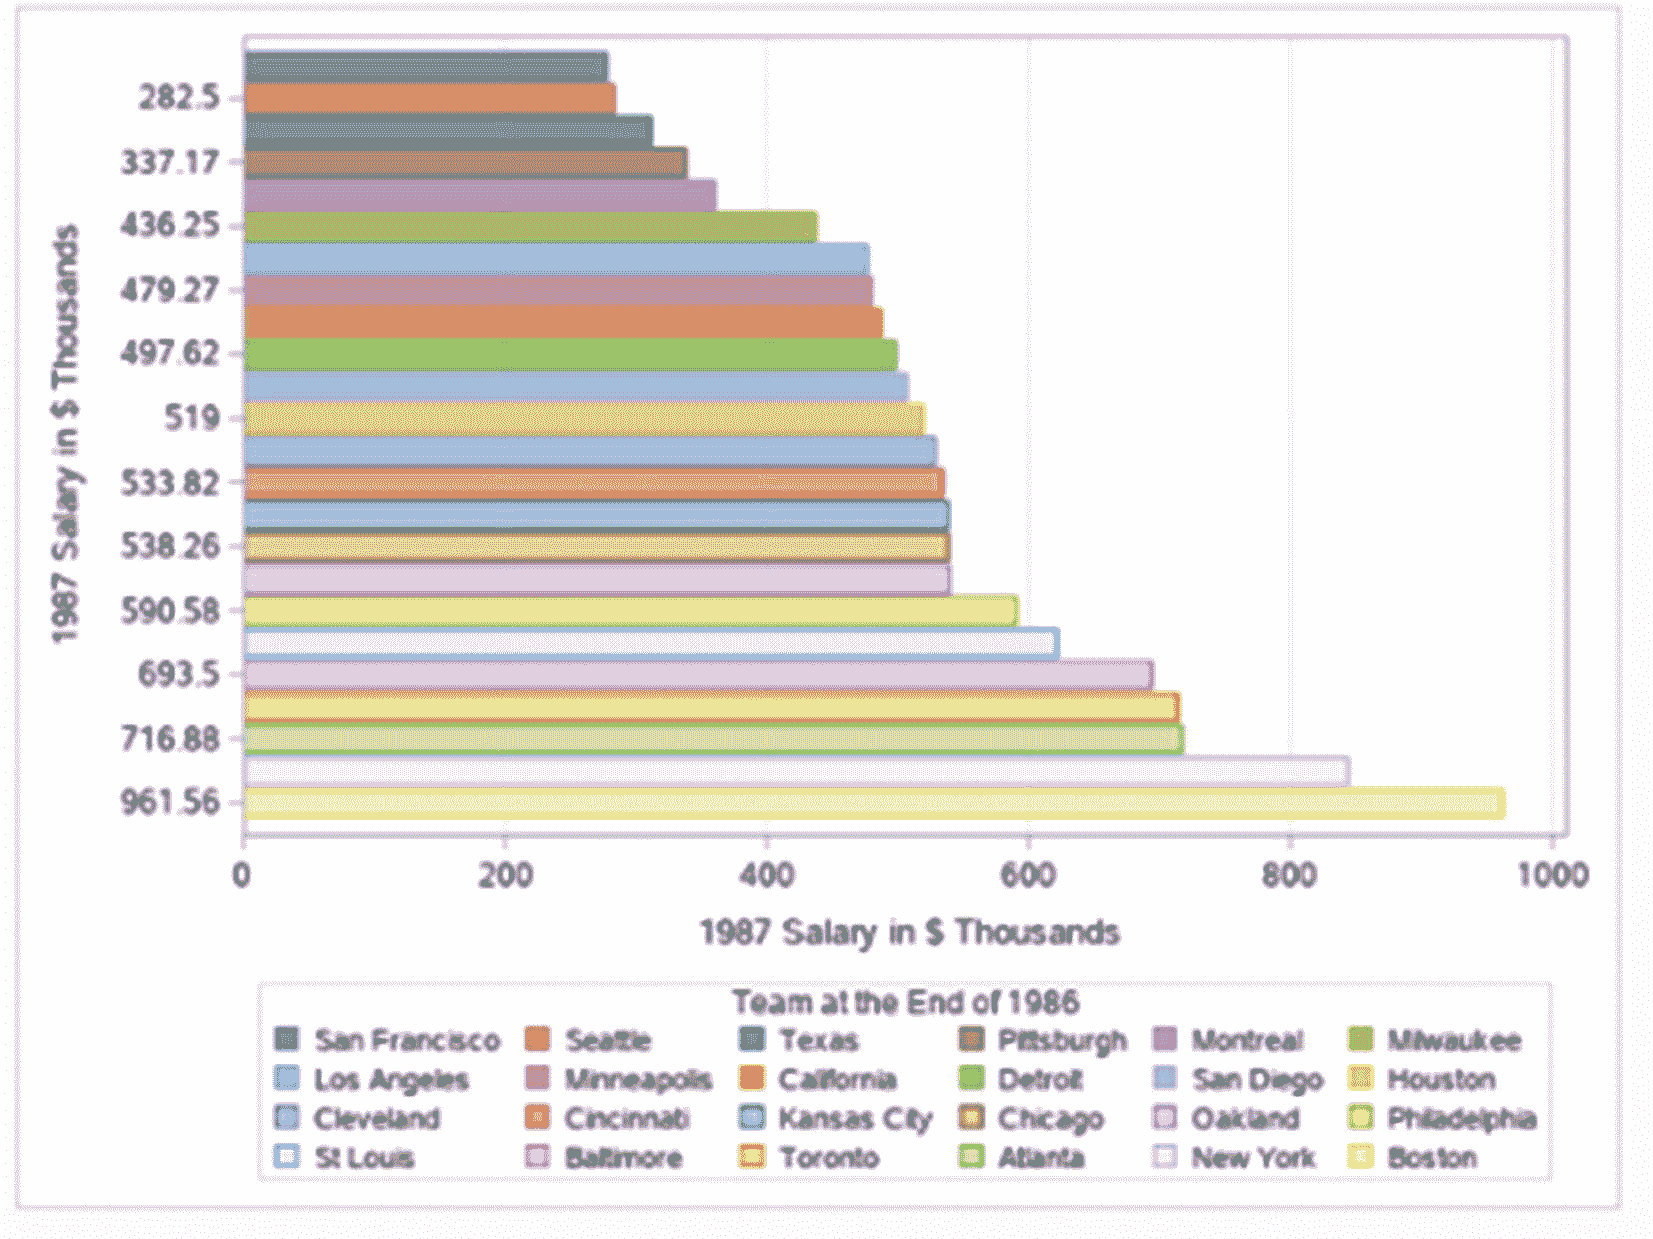 282.5
337.17
436.25
479.27
497.62
519
533.82
538.26
590.58
693.5
716.88
961.56
1987 Salary in $ Thousands
0 200 400 600 800 1000
1987 Salary in $ Thousands
Team at the End of 1986
San Francisco Seattle Texas Pittsburgh Montreal Milwaukee
Los Angeles Minneapolis California Detroit San Diego Houston
Cleveland Cincinnati Kansas City Chicago Oakland Philadelphia
St Louis Baltimore Toronto Atlanta New York Boston